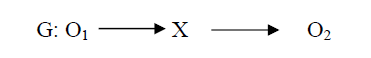 G: O₁ → X → O₂